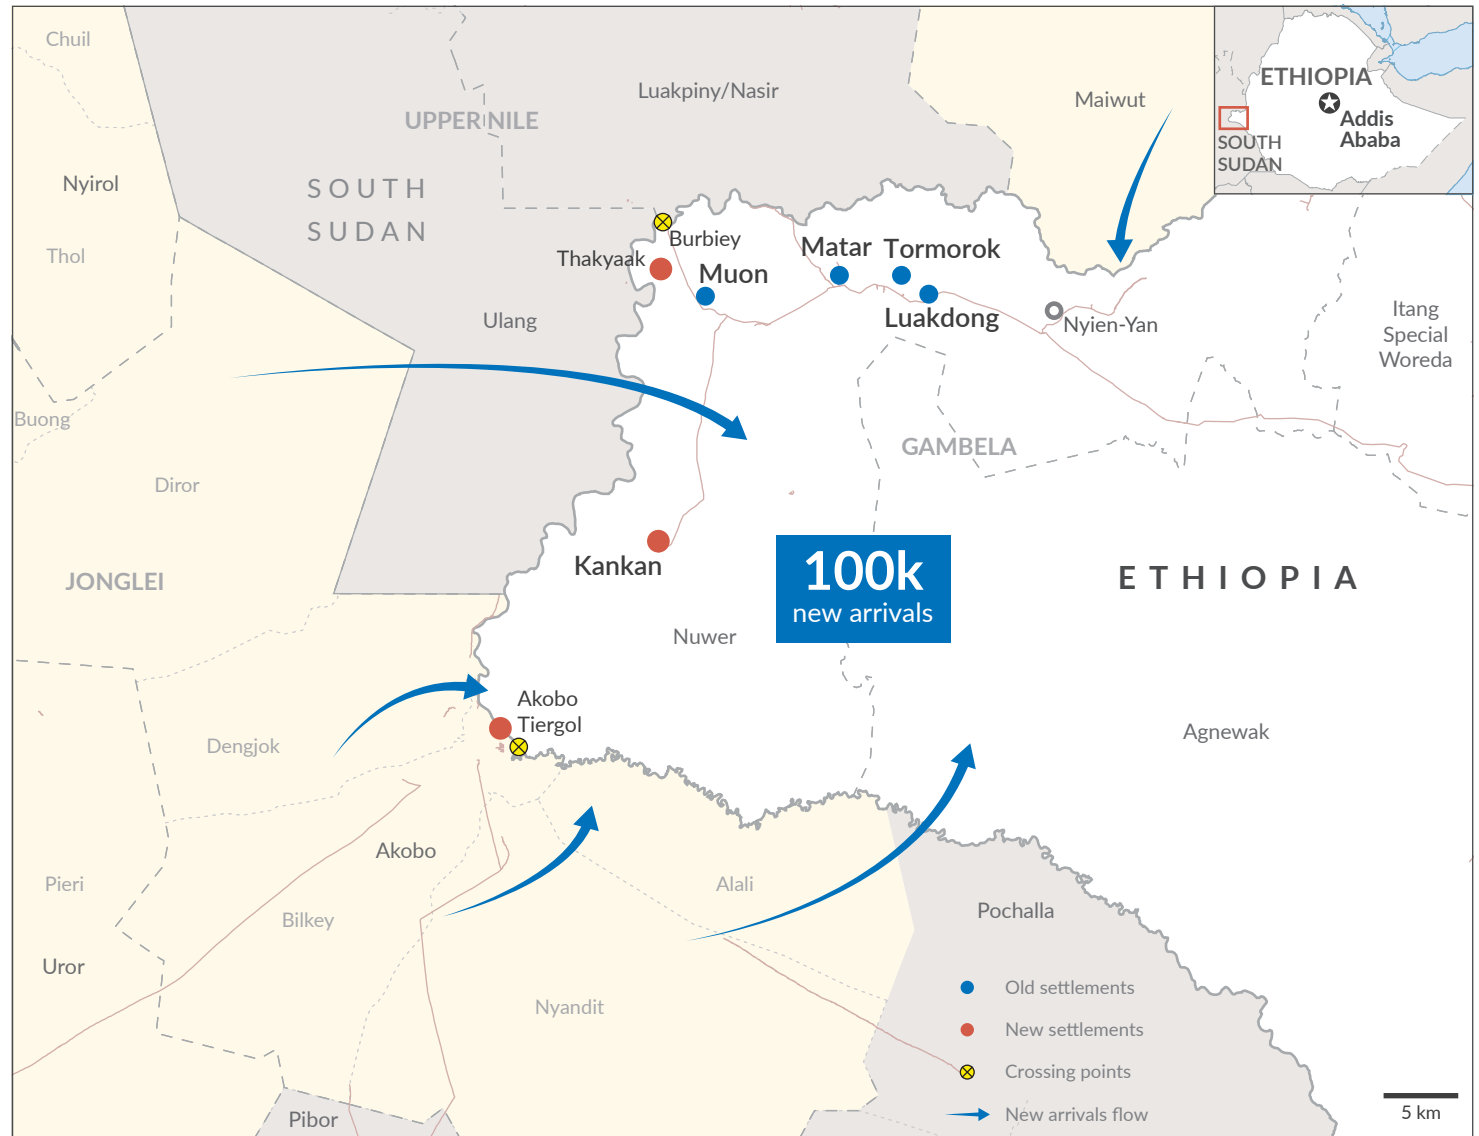 Chuil
Luakpiny/Nasir
Maiwut
UPPER NILE
ETHIOPIA
Addis
Ababa
SOUTH
SUDAN
Nyirol
SOUTH
SUDAN
Thol
Burbiey
Thakyaak
Muon
Matar
Tormorok
Luakdong
Nyien-Yan
Ulang
Itang
Special
Woreda
Buong
GAMBELA
Diror
JONGLEI
Kankan
100k
new arrivals
ETHIOPIA
Nuwer
Akobo
Tiergol
Dengjok
Agnewak
Akobo
Pieri
Bilkey
Alali
Pochalla
Uror
Nyandit
Pibor
Old settlements
New settlements
Crossing points
New arrivals flow
5 km